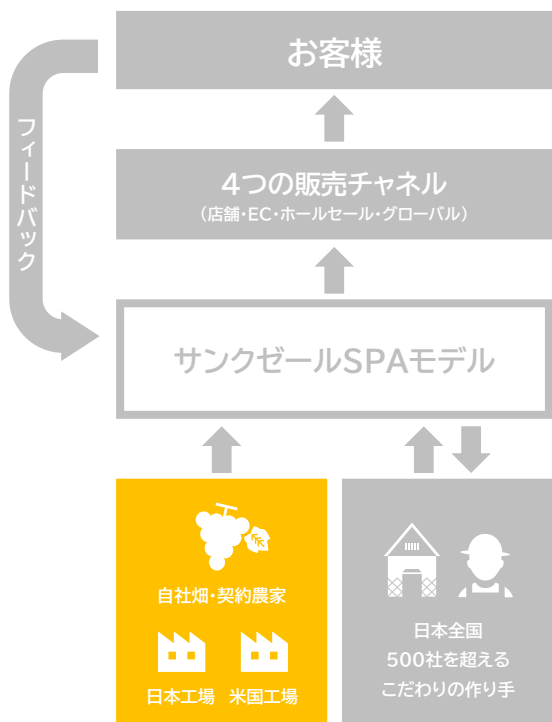 お客様
フィードバック
4つの販売チャネル
(店舗・EC・ホールセール・グローバル)
サンクゼールSPAモデル
自社畑・契約農家
日本工場 米国工場
日本全国
500社を超える
こだわりの作り手